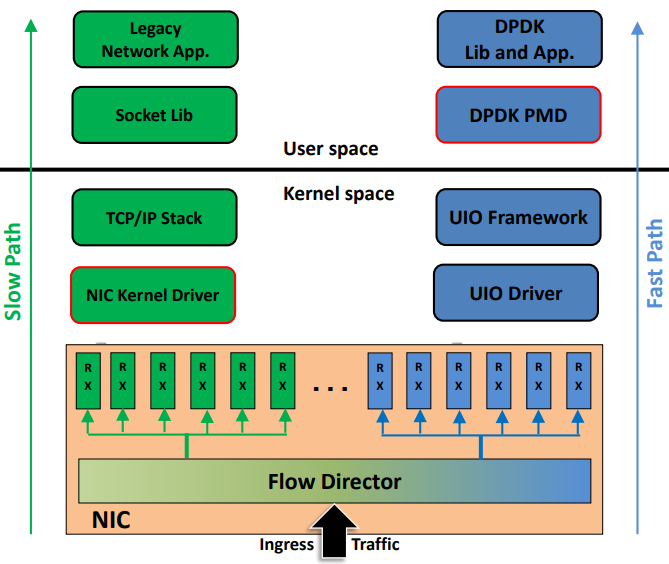 Legacy
Network App.
DPDK
Lib and App.
Socket Lib
DPDK PMD
User space
Kernel space
Slow Path
Fast Path
TCP/IP Stack
UIO Framework
NIC Kernel Driver
UIO Driver
R R R R R R R R R R R R
X X X X X X . . . X X X X X X
Flow Director
NIC
Ingress Traffic